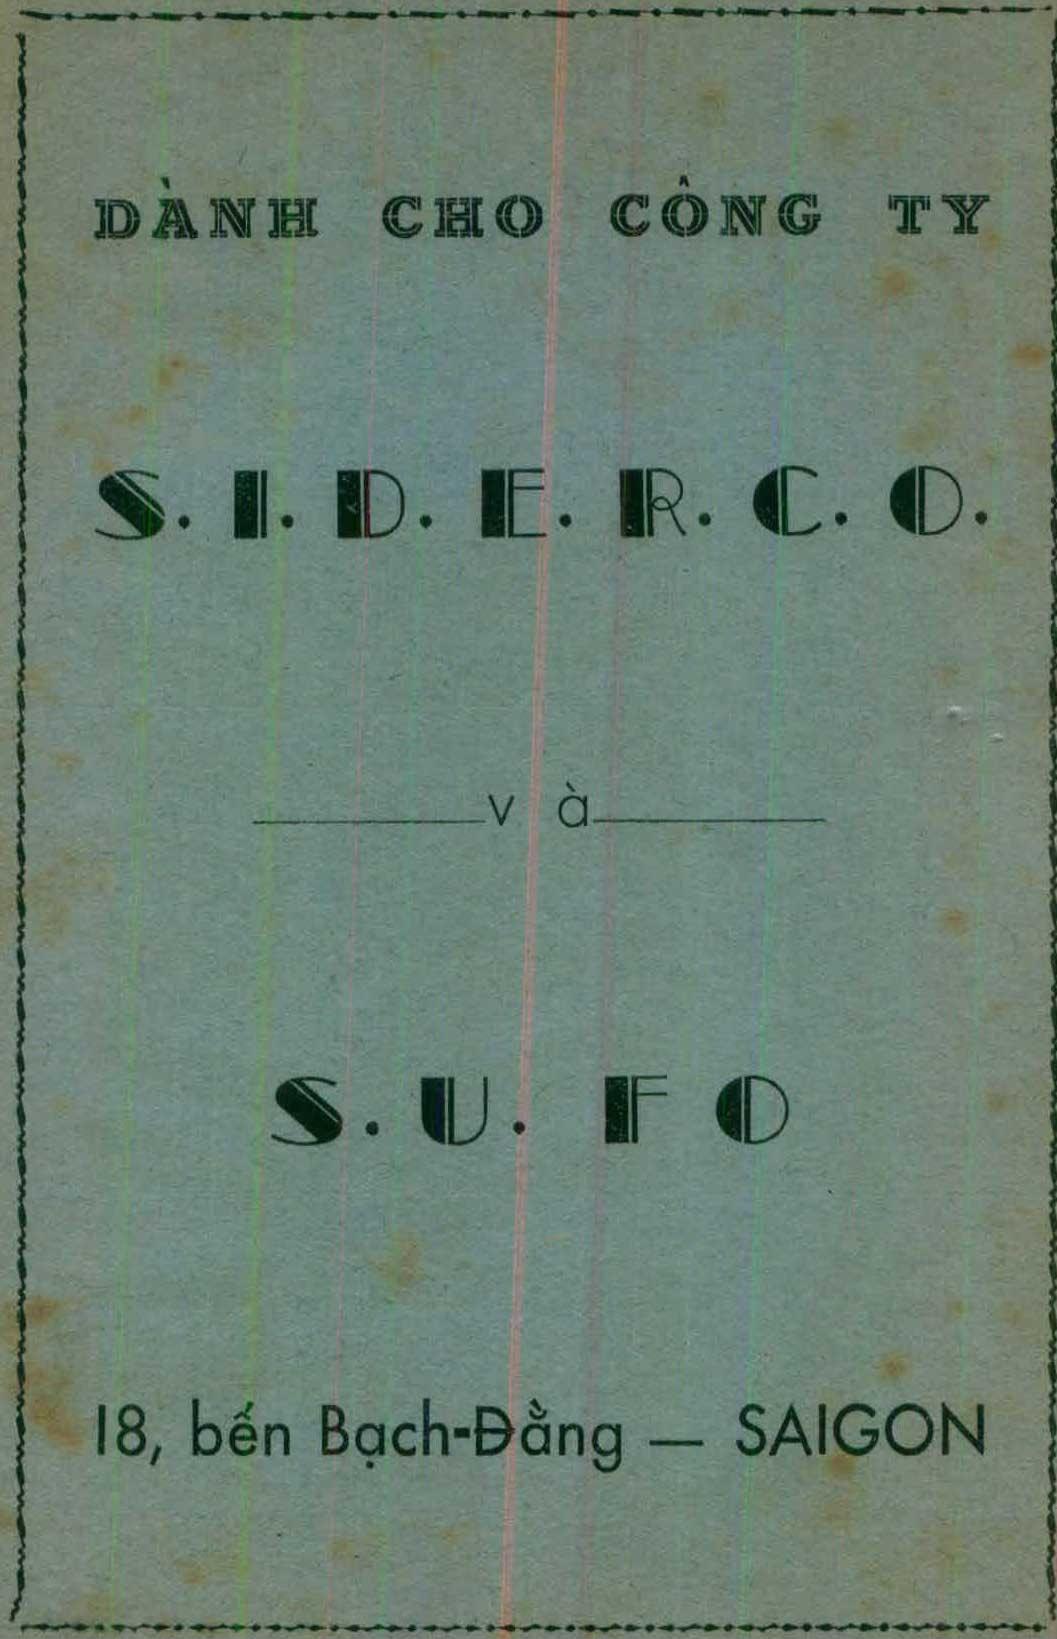 DÀNH CHO CÔNG TY
S. I. D. E. R. C. O.
và
S. U. F O
18, bến Bạch-Đằng — SAIGON